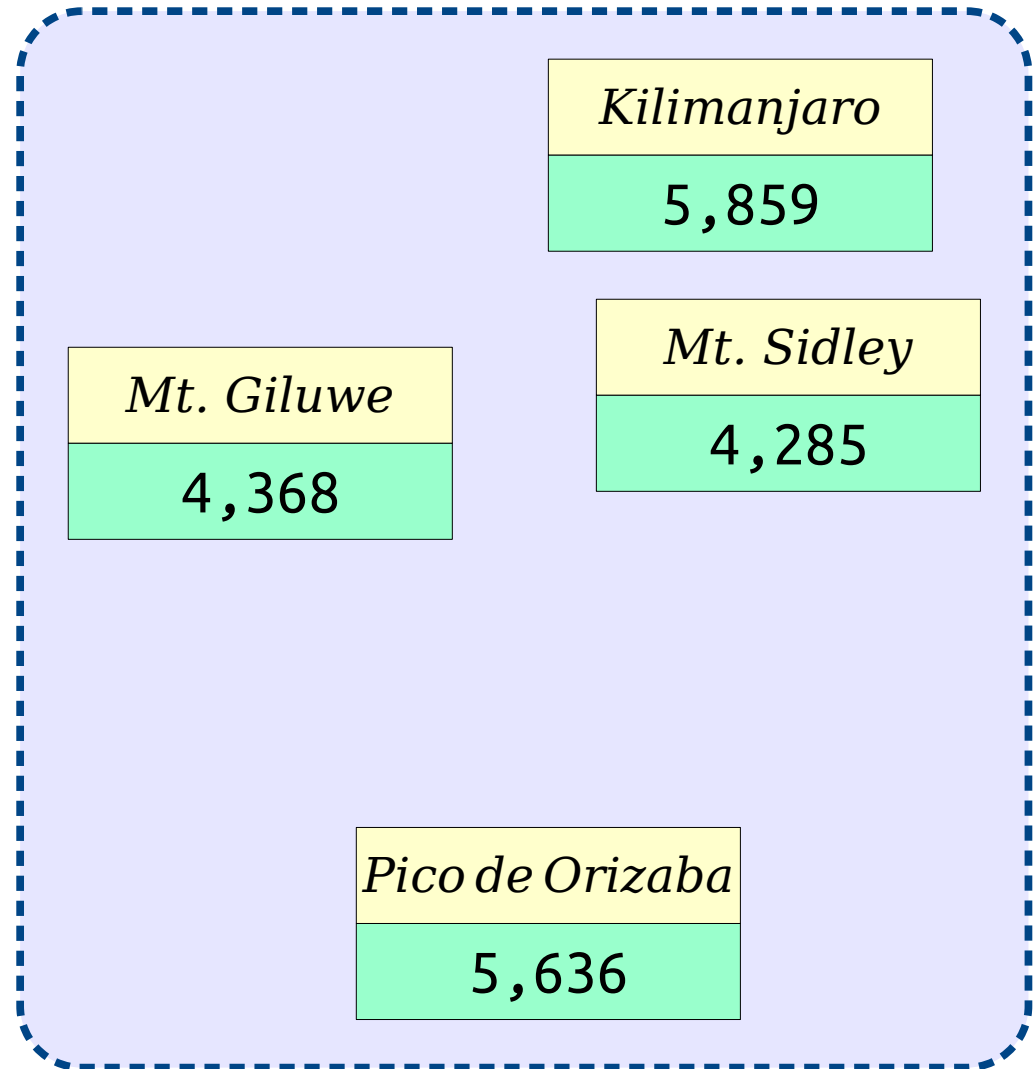 Kilimanjaro
5,859
Mt. Sidley
4,285
Mt. Giluwe
4,368
Pico de Orizaba
5,636